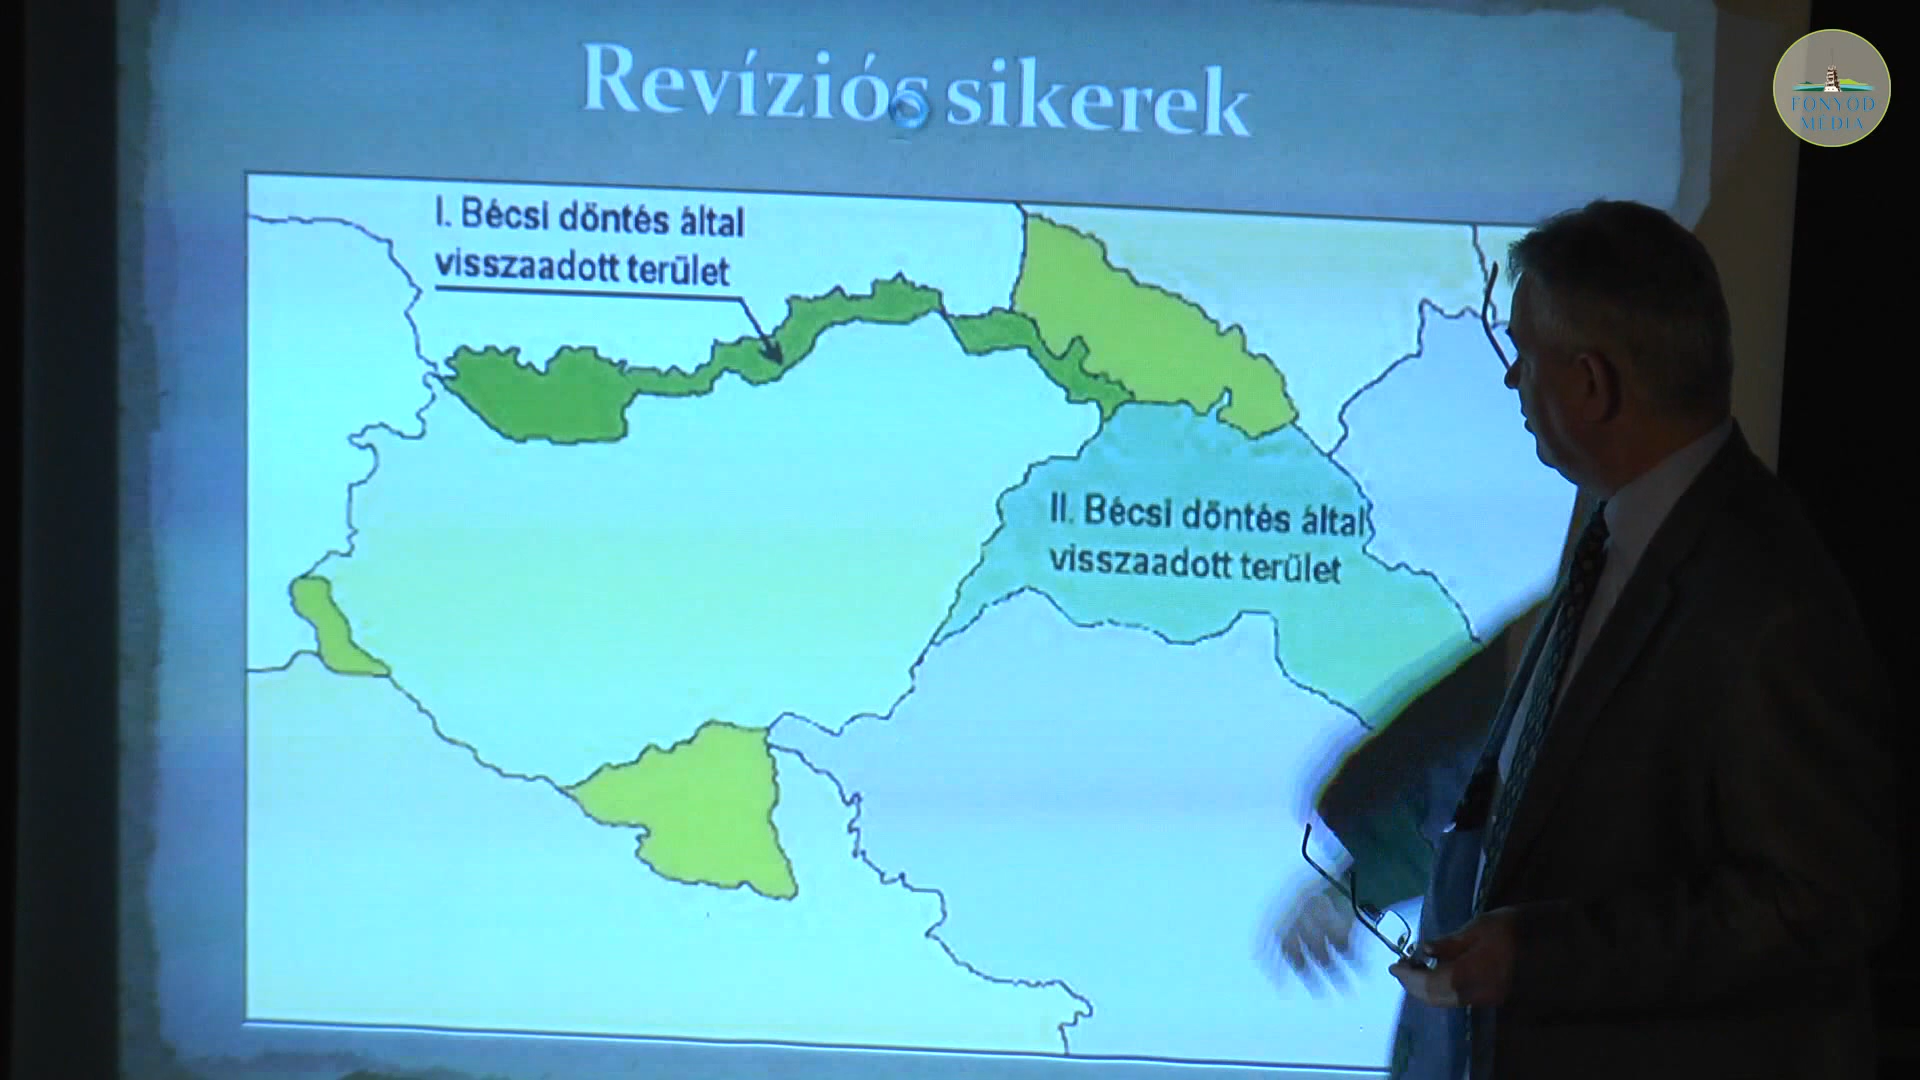 Revíziós sikerek
I. Bécsi döntés által
visszaadott terület
II. Bécsi döntés által
visszaadott terület
FONYÓD
MÉDIA